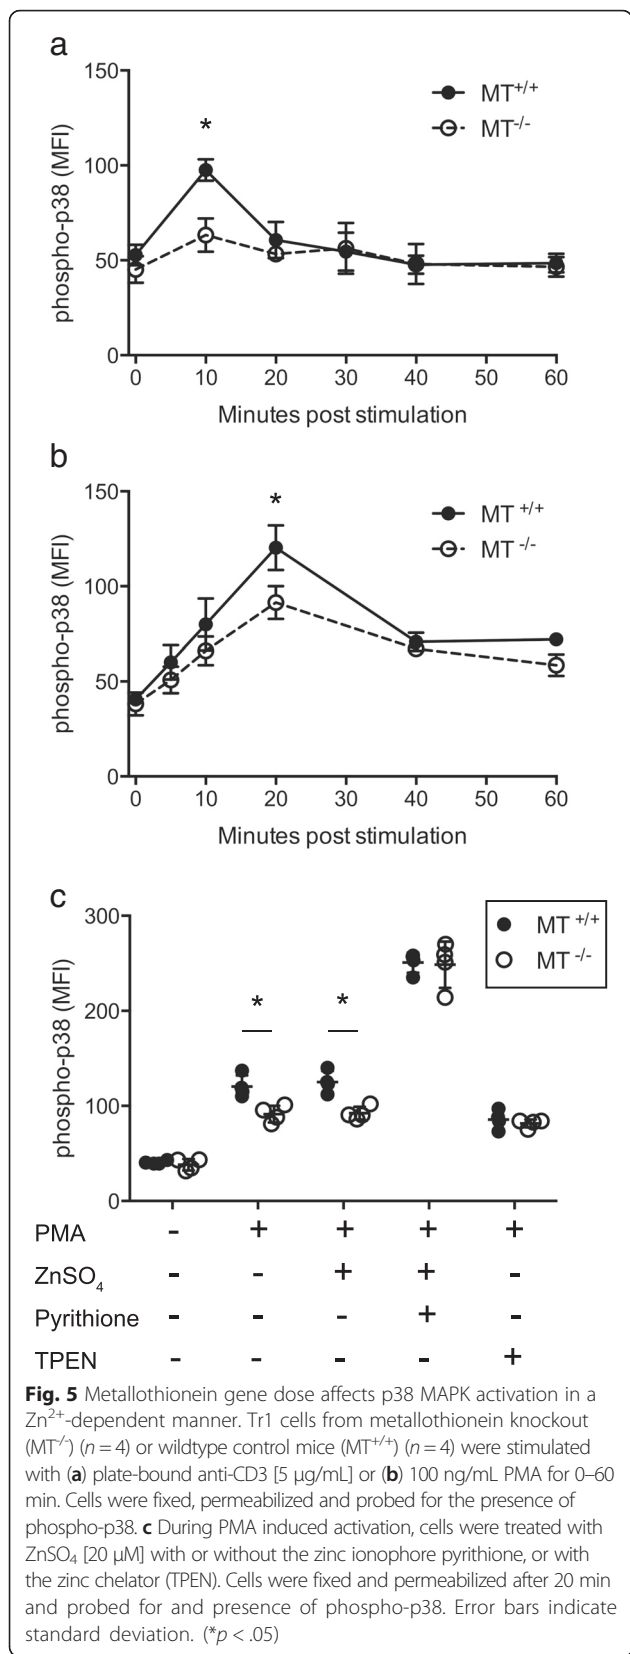 a
150
100
50
0
phospho-p38 (MFI)
*
MT+/+
MT-/-
0 10 20 30 40 50 60
Minutes post stimulation
b
150
100
50
0
phospho-p38 (MFI)
*
MT +/+
MT -/-
0 10 20 30 40 50 60
Minutes post stimulation
c
300
200
100
0
phospho-p38 (MFI)
* *
MT +/+
MT -/-
PMA - + + + +
ZnSO4 - - + + -
Pyrithione - - - + -
TPEN - - - - +
Fig. 5 Metallothionein gene dose affects p38 MAPK activation in a
Zn2+-dependent manner. Tr1 cells from metallothionein knockout
(MT-/-) (n = 4) or wildtype control mice (MT+/+) (n = 4) were stimulated
with (a) plate-bound anti-CD3 [5 µg/mL] or (b) 100 ng/mL PMA for 0–60
min. Cells were fixed, permeabilized and probed for the presence of
phospho-p38. c During PMA induced activation, cells were treated with
ZnSO4 [20 µM] with or without the zinc ionophore pyrithione, or with
the zinc chelator (TPEN). Cells were fixed and permeabilized after 20 min
and probed for and presence of phospho-p38. Error bars indicate
standard deviation. (*p < .05)